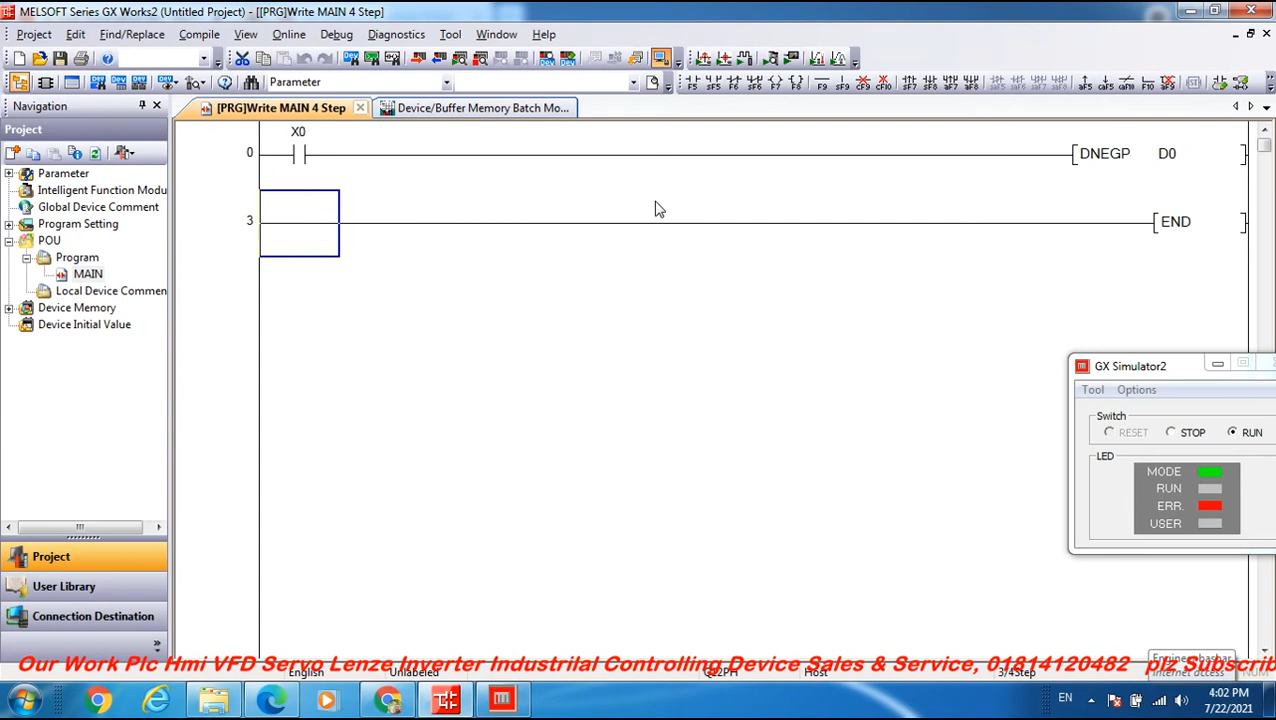 MELSOFT Series GX Works2 (Untitled Project) - [[PRG]Write MAIN 4 Step]
Project Edit Find/Replace Compile View Online Debug Diagnostics Tool Window Help
Parameter
Navigation
[PRG]Write MAIN 4 Step
Device/Buffer Memory Batch Mo...
Project
Parameter
Intelligent Function Modu
Global Device Comment
Program Setting
POU
Program
MAIN
Local Device Commen
Device Memory
Device Initial Value
X0
0
DNEGP D0
3
END
GX Simulator2
Tool Options
Switch
RESET STOP RUN
LED
MODE
RUN
ERR.
USER
Project
User Library
Connection Destination
Our Work Plc Hmi VFD Servo Lenze Inverter Industrilal Controlling Device Sales & Service, 01814120482 plz Subscrib
English Unlabeled Q12PH Host 3/4Step NUM
Internet access
EN
4:02 PM
7/22/2021